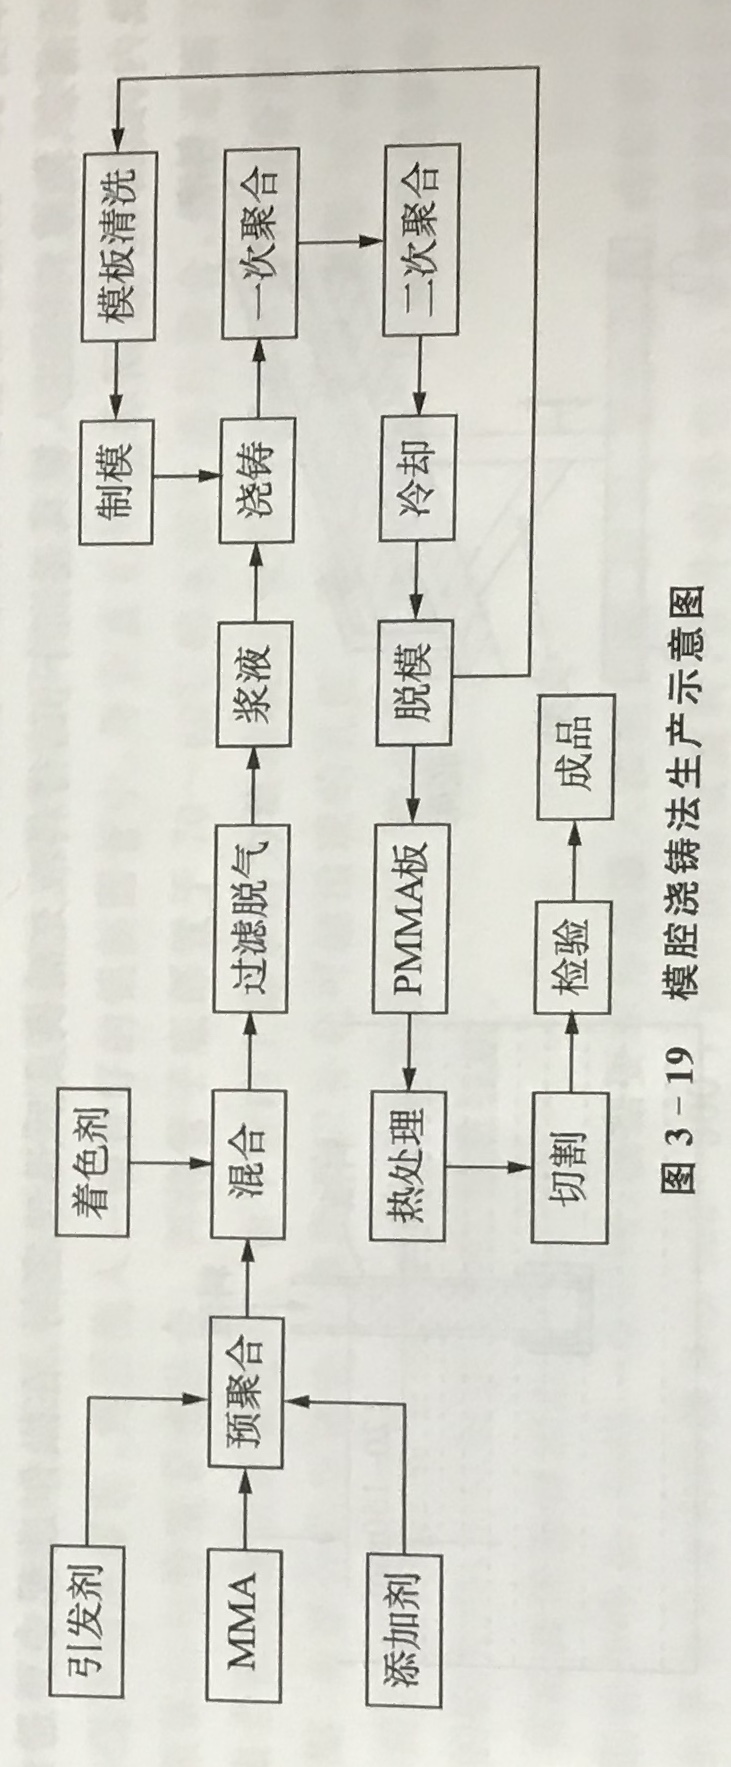 引发剂
MMA
添加剂
预聚合
着色剂
混合
过滤脱气
浆液
制模
模板清洗
浇铸
一次聚合
二次聚合
冷却
脱模
PMMA板
热处理
切割
检验
成品
图 3-19 模腔浇铸法生产示意图